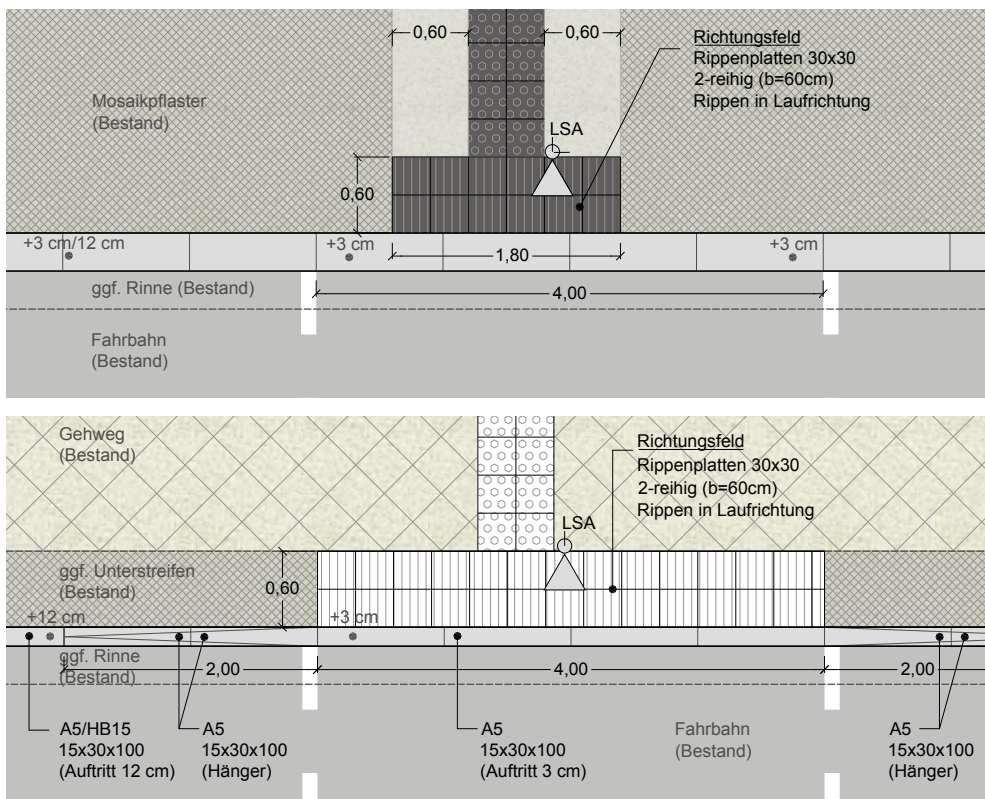 0,60
0,60
Richtungsfeld
Rippenplatten 30x30
2-reihig (b=60cm)
Rippen in Laufrichtung
Mosaikpflaster
(Bestand)
LSA
0,60
+3 cm/12 cm
+3 cm
1,80
+3 cm
ggf. Rinne (Bestand)
4,00
Fahrbahn
(Bestand)
Gehweg
(Bestand)
Richtungsfeld
Rippenplatten 30x30
2-reihig (b=60cm)
Rippen in Laufrichtung
LSA
ggf. Unterstreifen
(Bestand)
0,60
+12 cm
+3 cm
ggf. Rinne
(Bestand)
2,00
4,00
2,00
A5/HB15
15x30x100
(Auftritt 12 cm)
A5
15x30x100
(Hänger)
A5
15x30x100
(Auftritt 3 cm)
Fahrbahn
(Bestand)
A5
15x30x100
(Hänger)